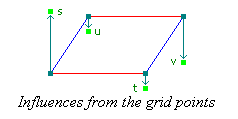 s
u
v
t
Influences from the grid points